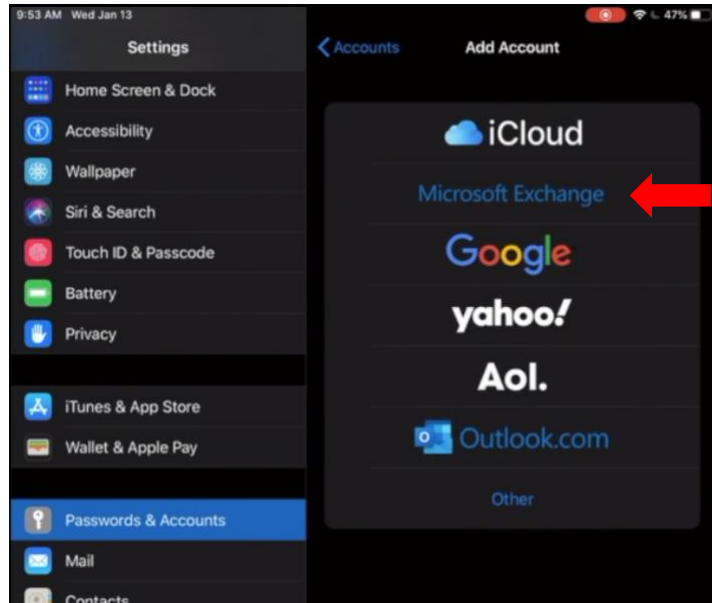 9:53 AM Wed Jan 13
47%
Settings
Home Screen & Dock
Accessibility
Wallpaper
Siri & Search
Touch ID & Passcode
Battery
Privacy
iTunes & App Store
Wallet & Apple Pay
Passwords & Accounts
Mail
Contacts
Accounts
Add Account
iCloud
Microsoft Exchange
Google
yahoo!
Aol.
Outlook.com
Other